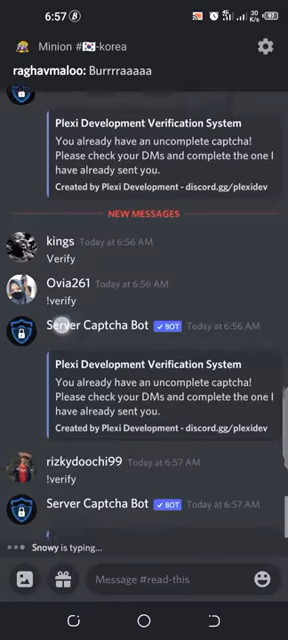 6:57
97
Minion #🇰🇷-korea
raghavmaloo: Burrrraaaaa
Plexi Development Verification System
You already have an uncomplete captcha!
Please check your DMs and complete the one I
have already sent you.
Created by Plexi Development - discord.gg/plexidev
NEW MESSAGES
kings Today at 6:56 AM
Verify
Ovia261 Today at 6:56 AM
!verify
Server Captcha Bot BOT Today at 6:56 AM
Plexi Development Verification System
You already have an uncomplete captcha!
Please check your DMs and complete the one I
have already sent you.
Created by Plexi Development - discord.gg/plexidev
rizkydoochi99 Today at 6:57 AM
!verify
Server Captcha Bot BOT Today at 6:57 AM
Snowy is typing...
Message #read-this